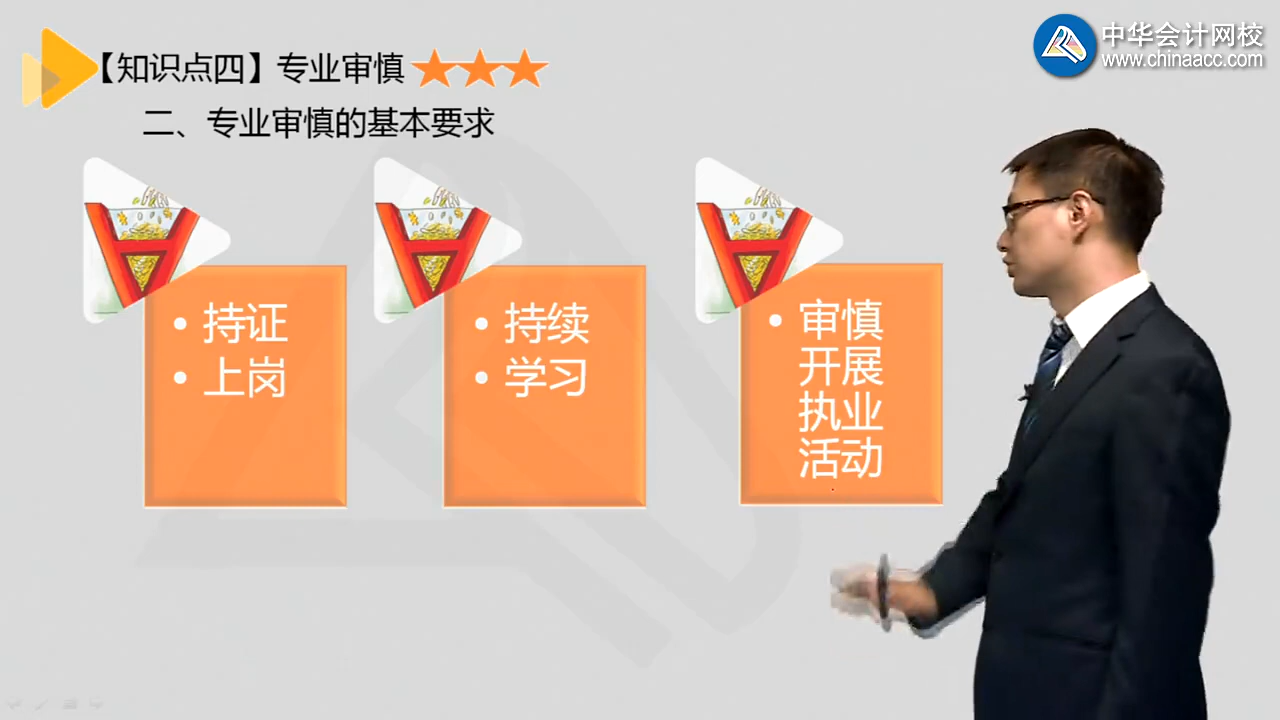 【知识点四】专业审慎
中华会计网校
www.chinaacc.com
二、专业审慎的基本要求
• 持证
• 上岗
• 持续
• 学习
• 审慎
开展
执业
活动